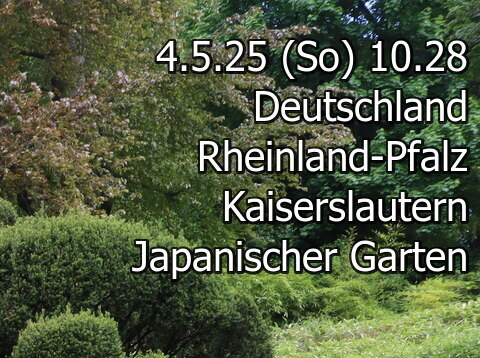 4.5.25 (So) 10.28
Deutschland
Rheinland-Pfalz
Kaiserslautern
Japanischer Garten